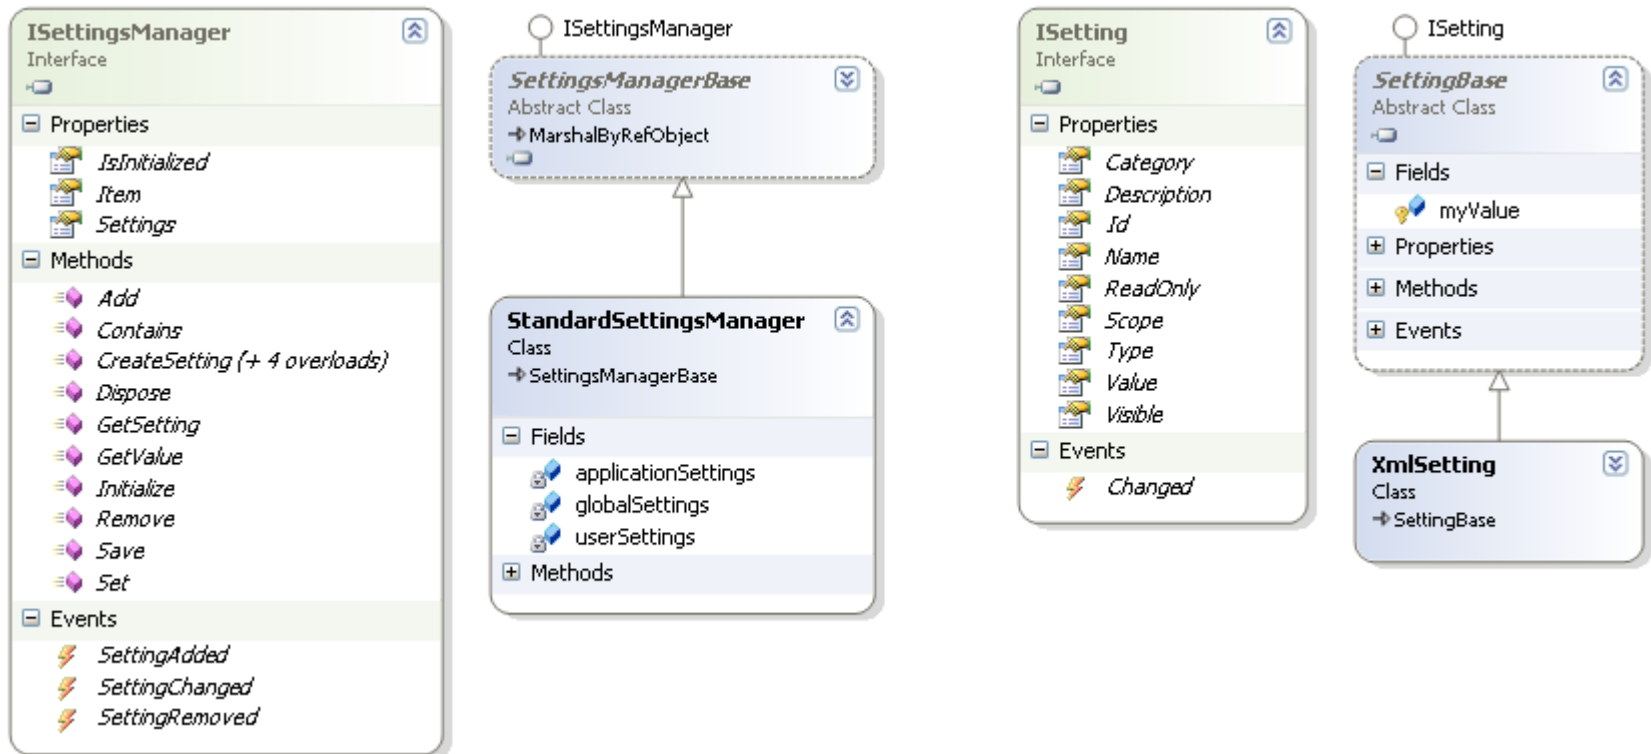 ISettingsManager
Interface
Properties
IsInitialized
Item
Settings
Methods
Add
Contains
CreateSetting (+ 4 overloads)
Dispose
GetSetting
GetValue
Initialize
Remove
Save
Set
Events
SettingAdded
SettingChanged
SettingRemoved
ISettingsManager
SettingsManagerBase
Abstract Class
MarshalByRefObject
StandardSettingsManager
Class
SettingsManagerBase
Fields
applicationSettings
globalSettings
userSettings
Methods
ISetting
Interface
Properties
Category
Description
Id
Name
ReadOnly
Scope
Type
Value
Visible
Events
Changed
ISetting
SettingBase
Abstract Class
Fields
myValue
Properties
Methods
Events
XmlSetting
Class
SettingBase